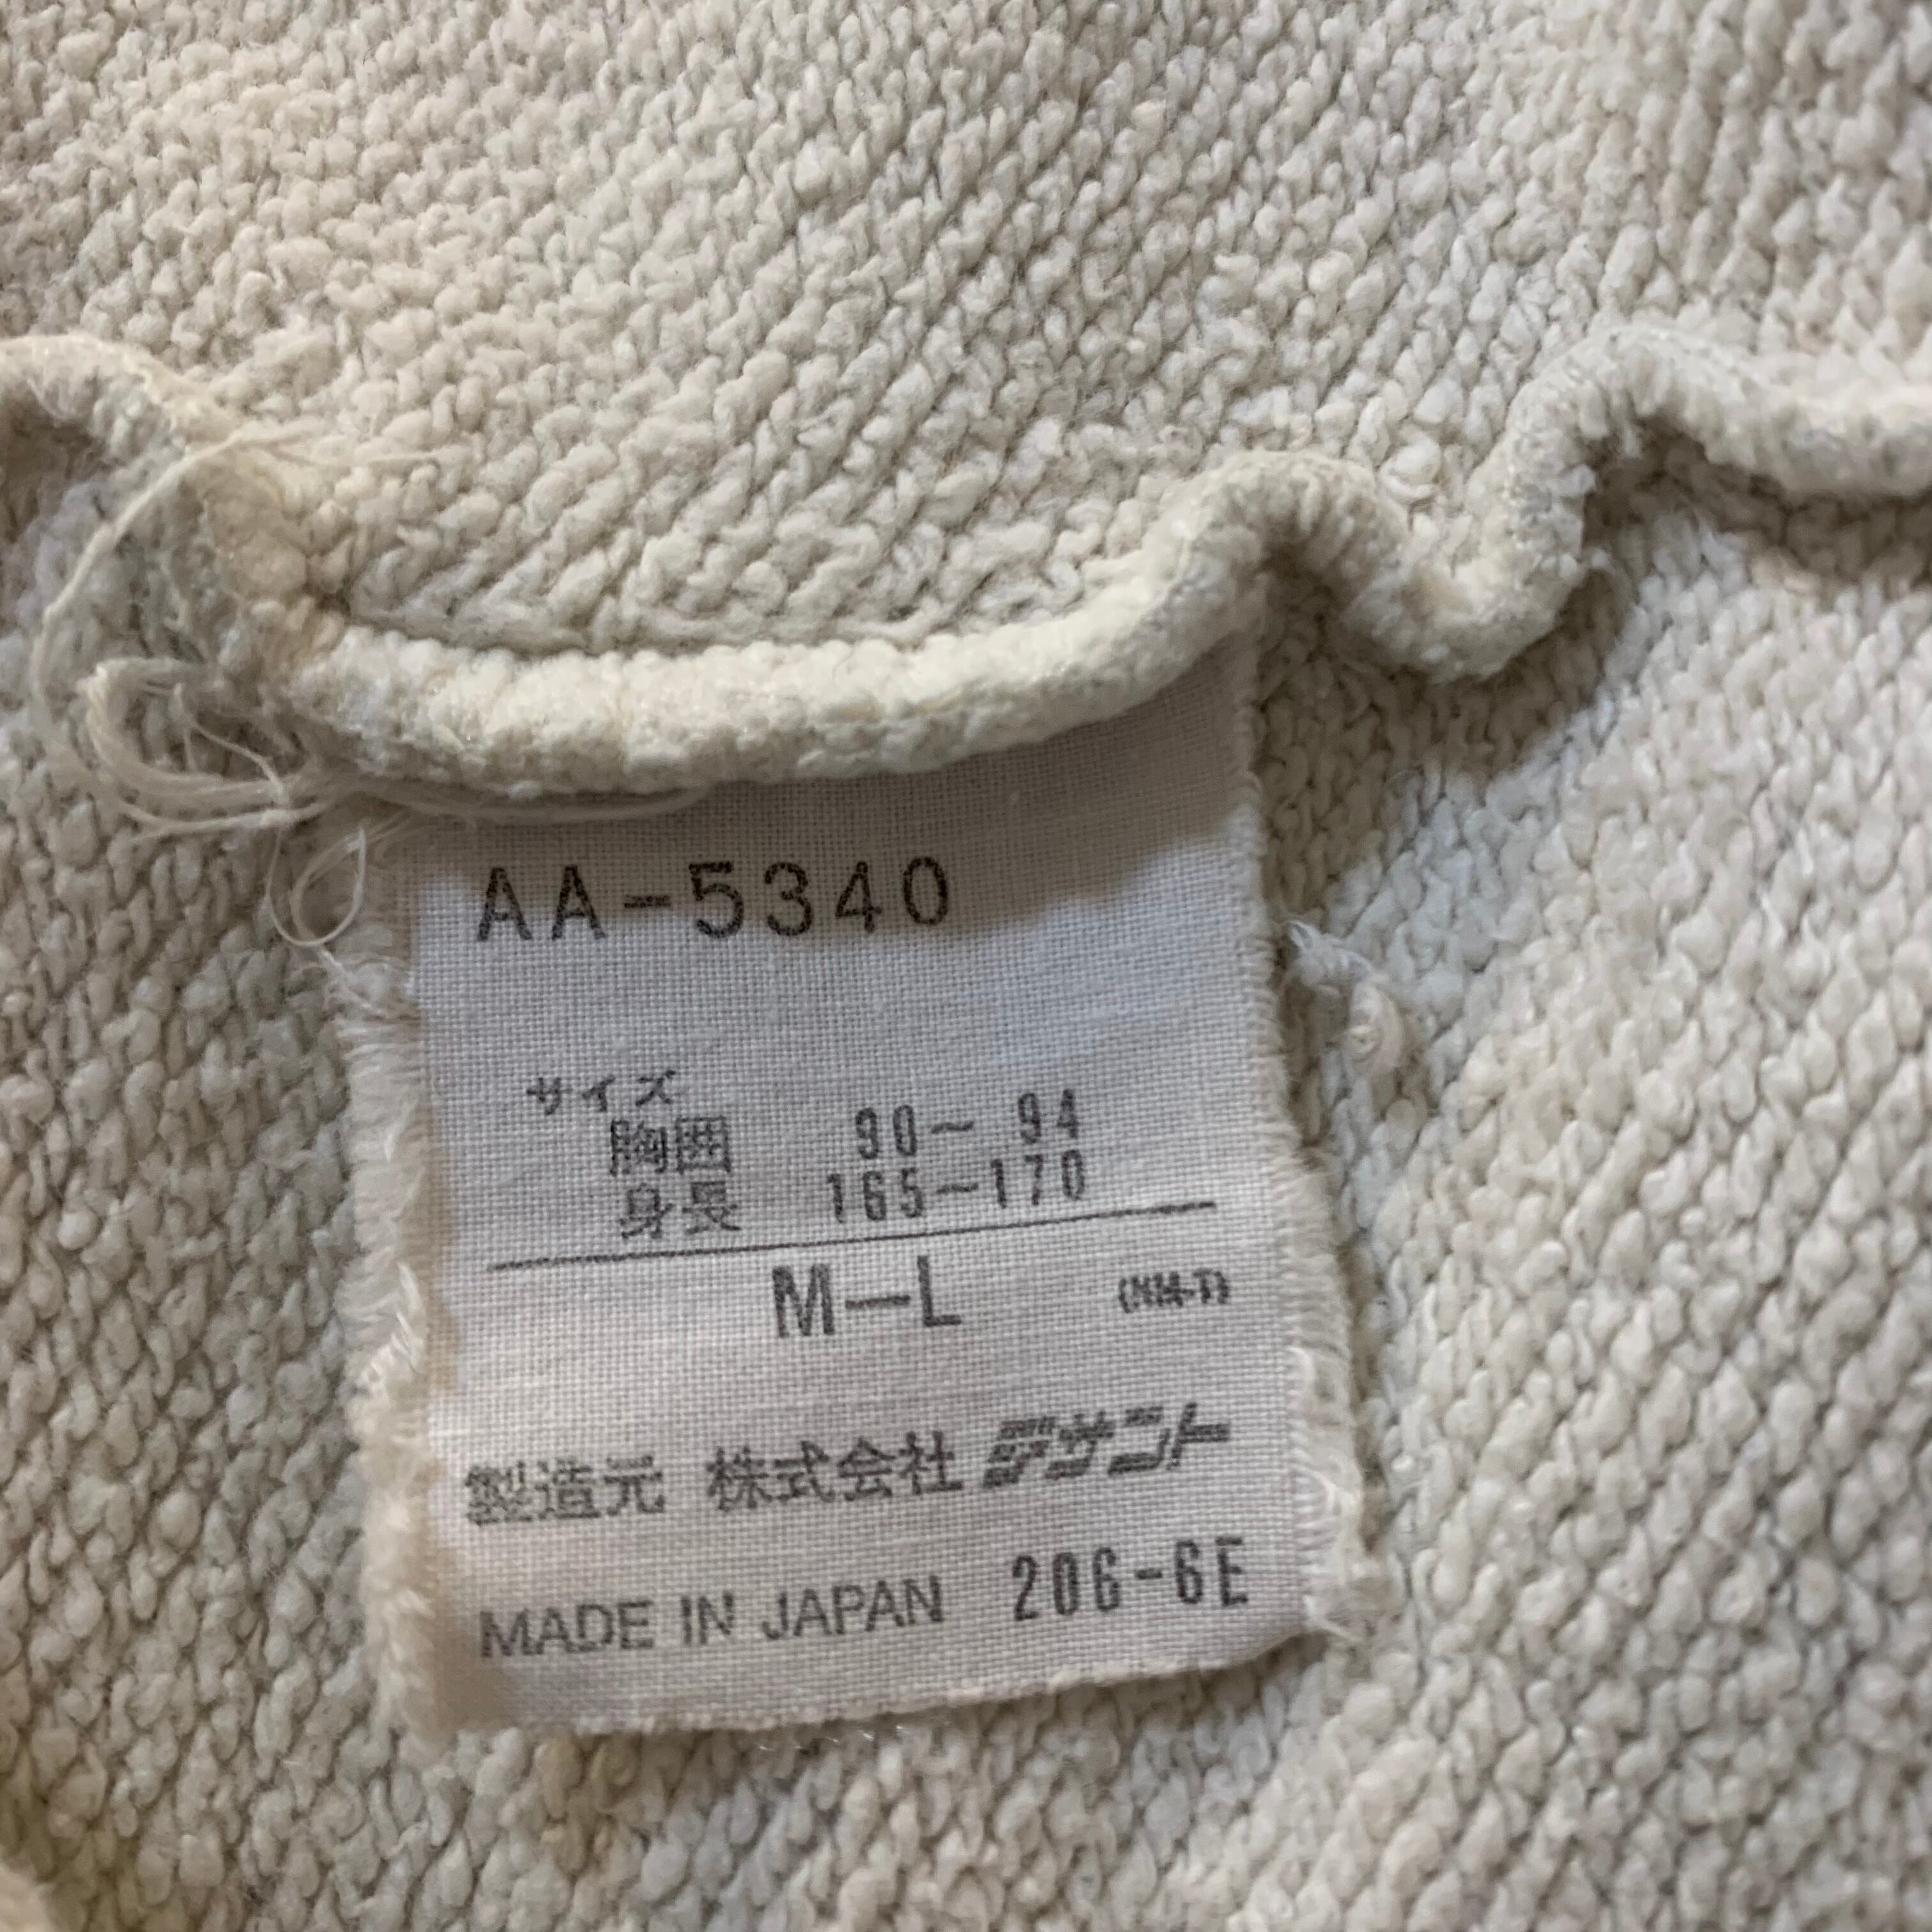 AA-5340
サイズ
胸囲 90〜 94
身長 165〜170
M—L (NM-T)
製造元 株式会社 デサント
MADE IN JAPAN 206-6E